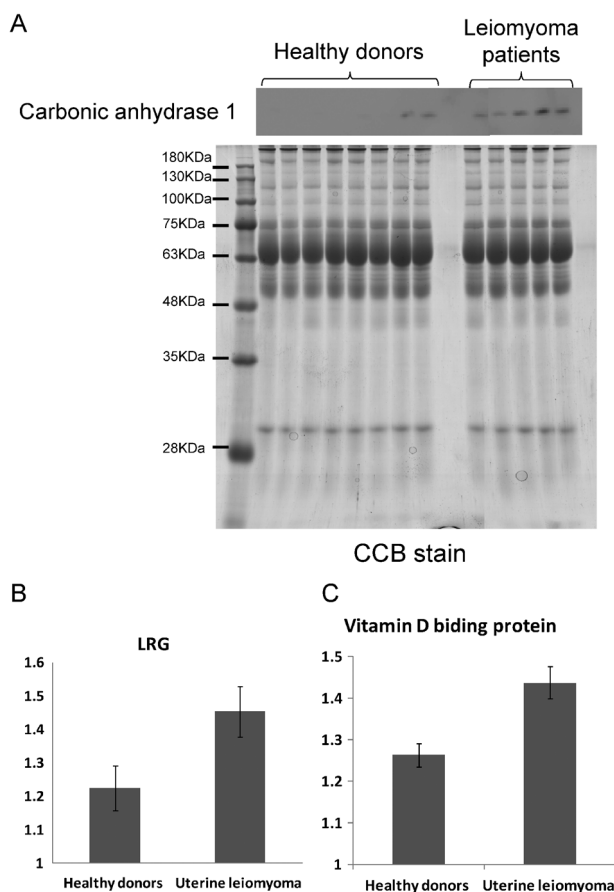 A
Healthy donors
Leiomyoma
patients
Carbonic anhydrase 1
180KDa
130KDa
100KDa
75KDa
63KDa
48KDa
35KDa
28KDa
CCB stain
B
LRG
1.6
1.5
1.4
1.3
1.2
1.1
1
Healthy donors Uterine leiomyoma
C
Vitamin D biding protein
1.5
1.4
1.3
1.2
1.1
1
Healthy donors Uterine leiomyoma